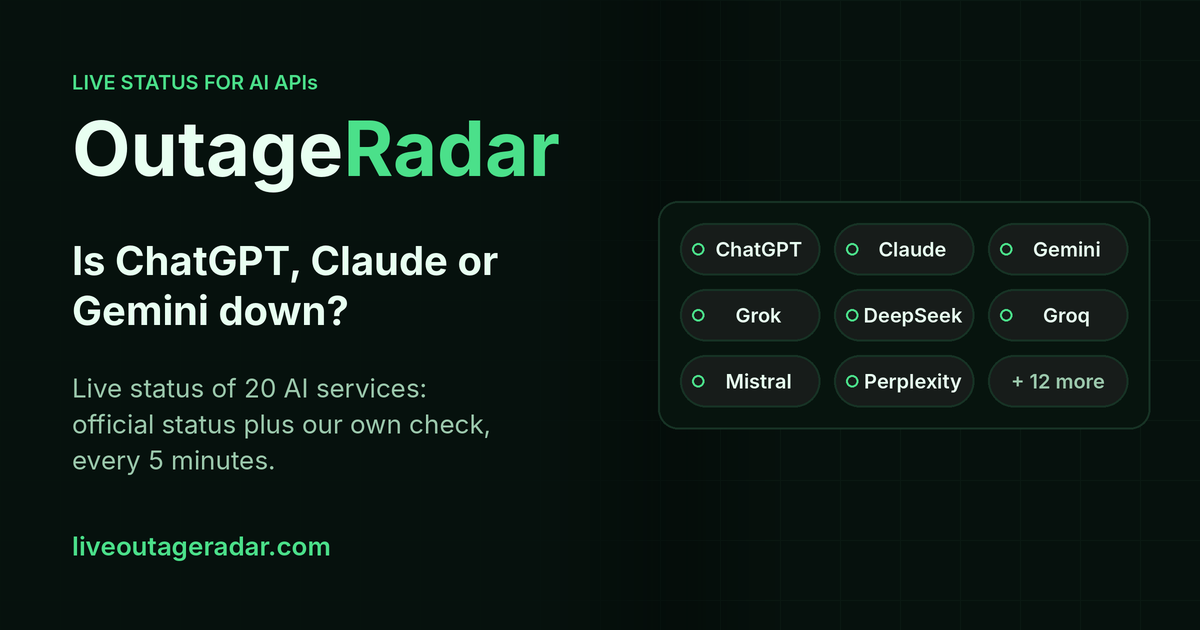 LIVE STATUS FOR AI APIs
OutageRadar
Is ChatGPT, Claude or
Gemini down?
Live status of 20 AI services:
official status plus our own check,
every 5 minutes.
liveoutageradar.com
ChatGPT
Claude
Gemini
Grok
DeepSeek
Groq
Mistral
Perplexity
+ 12 more